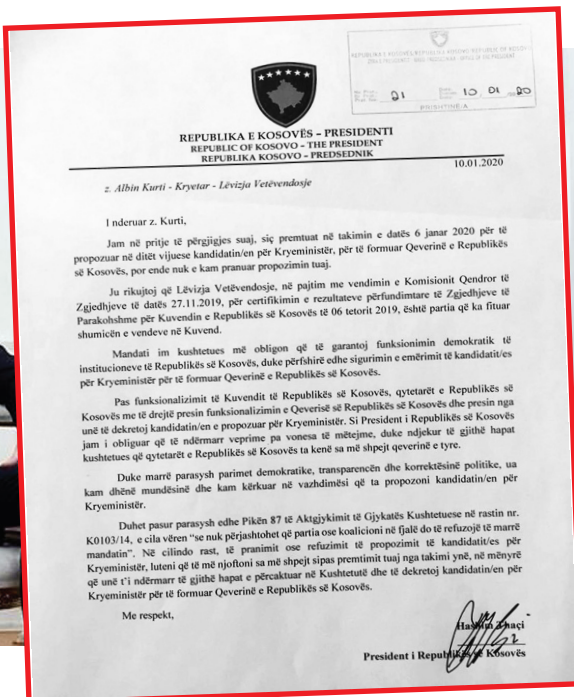 REPUBLIKA E KOSOVËS
21 10 01 20
PRISHTINË-A
REPUBLIKA E KOSOVËS – PRESIDENTI
REPUBLIC OF KOSOVO – THE PRESIDENT
REPUBLIKA KOSOVO – PREDSEDNIK
10.01.2020
z. Albin Kurti - Kryetar - Lëvizja Vetëvendosje
I nderuar z. Kurti,
Jam në pritje të përgjigjes suaj, siç premtuat në takimin e datës 6 janar 2020 për të
propozuar në ditët vijuese kandidatin/en për Kryeministër, për të formuar Qeverinë e Republikës
së Kosovës, por ende nuk e kam pranuar propozimin tuaj.
Ju rikujtoj që Lëvizja Vetëvendosje, në pajtim me vendimin e Komisionit Qendror të
Zgjedhjeve të datës 27.11.2019, për certifikimin e rezultateve përfundimtare të Zgjedhjeve të
Parakohshme për Kuvendin e Republikës së Kosovës të 06 tetorit 2019, është partia që ka fituar
shumicën e vendeve në Kuvend.
Mandati im kushtetues më obligon që të garantoj funksionimin demokratik të
institucioneve të Republikës së Kosovës, duke përfshirë edhe sigurimin e emërimit të kandidatit/es
për Kryeministër për të formuar Qeverinë e Republikës së Kosovës.
Pas funksionalizimit të Kuvendit të Republikës së Kosovës, qytetarët e Republikës së
Kosovës me të drejtë presin funksionalizimin e Qeverisë së Republikës së Kosovës dhe presin nga
unë të dekretoj kandidatin/en e propozuar për Kryeministër. Si President i Republikës së Kosovës
jam i obliguar që të ndërmarr veprime pa vonesa të mëtejme, duke ndjekur të gjithë hapat
kushtetues që qytetarët e Republikës së Kosovës ta kenë sa më shpejt qeverinë e tyre.
Duke marrë parasysh parimet demokratike, transparencën dhe korrektësinë politike, ua
kam dhënë mundësinë dhe kam kërkuar në vazhdimësi që ta propozoni kandidatin/en për
Kryeministër.
Duhet pasur parasysh edhe Pikën 87 të Aktgjykimit të Gjykatës Kushtetuese në rastin nr.
K0103/14, e cila vëren “se nuk përjashtohet që partia ose koalicioni në fjalë do të refuzojë të marrë
mandatin”. Në cilindo rast, të pranimit ose refuzimit të propozimit të kandidatit/es për
Kryeministër, luteni që të më njoftoni sa më shpejt sipas premtimit tuaj nga takimi ynë, në mënyrë
që unë t’i ndërmarr të gjithë hapat e përcaktuar në Kushtetutë dhe të dekretoj kandidatin/en për
Kryeministër për të formuar Qeverinë e Republikës së Kosovës.
Me respekt,
Hashim Thaçi
President i Republikës së Kosovës